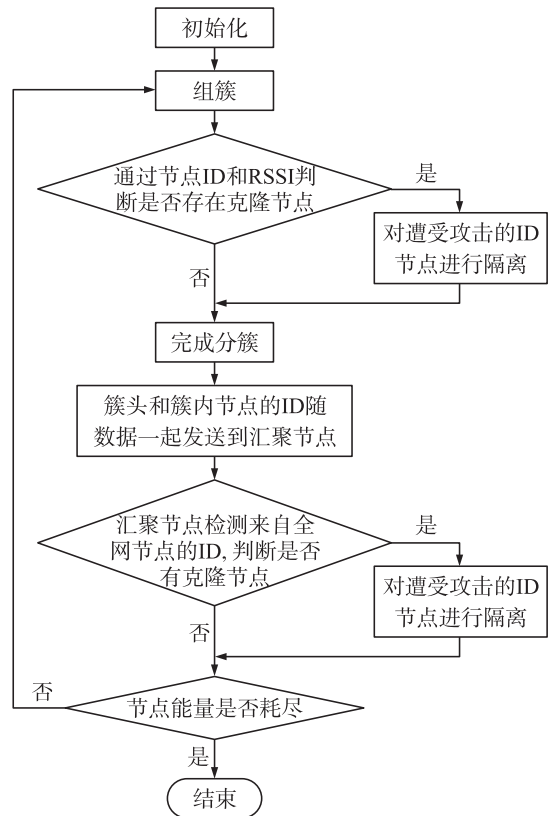 初始化
组簇
通过节点ID和RSSI判
断是否存在克隆节点
是
对遭受攻击的ID
节点进行隔离
否
完成分簇
簇头和簇内节点的ID随
数据一起发送到汇聚节点
汇聚节点检测来自全
网节点的ID, 判断是否
有克隆节点
是
对遭受攻击的ID
节点进行隔离
否
否
节点能量是否耗尽
是
结束